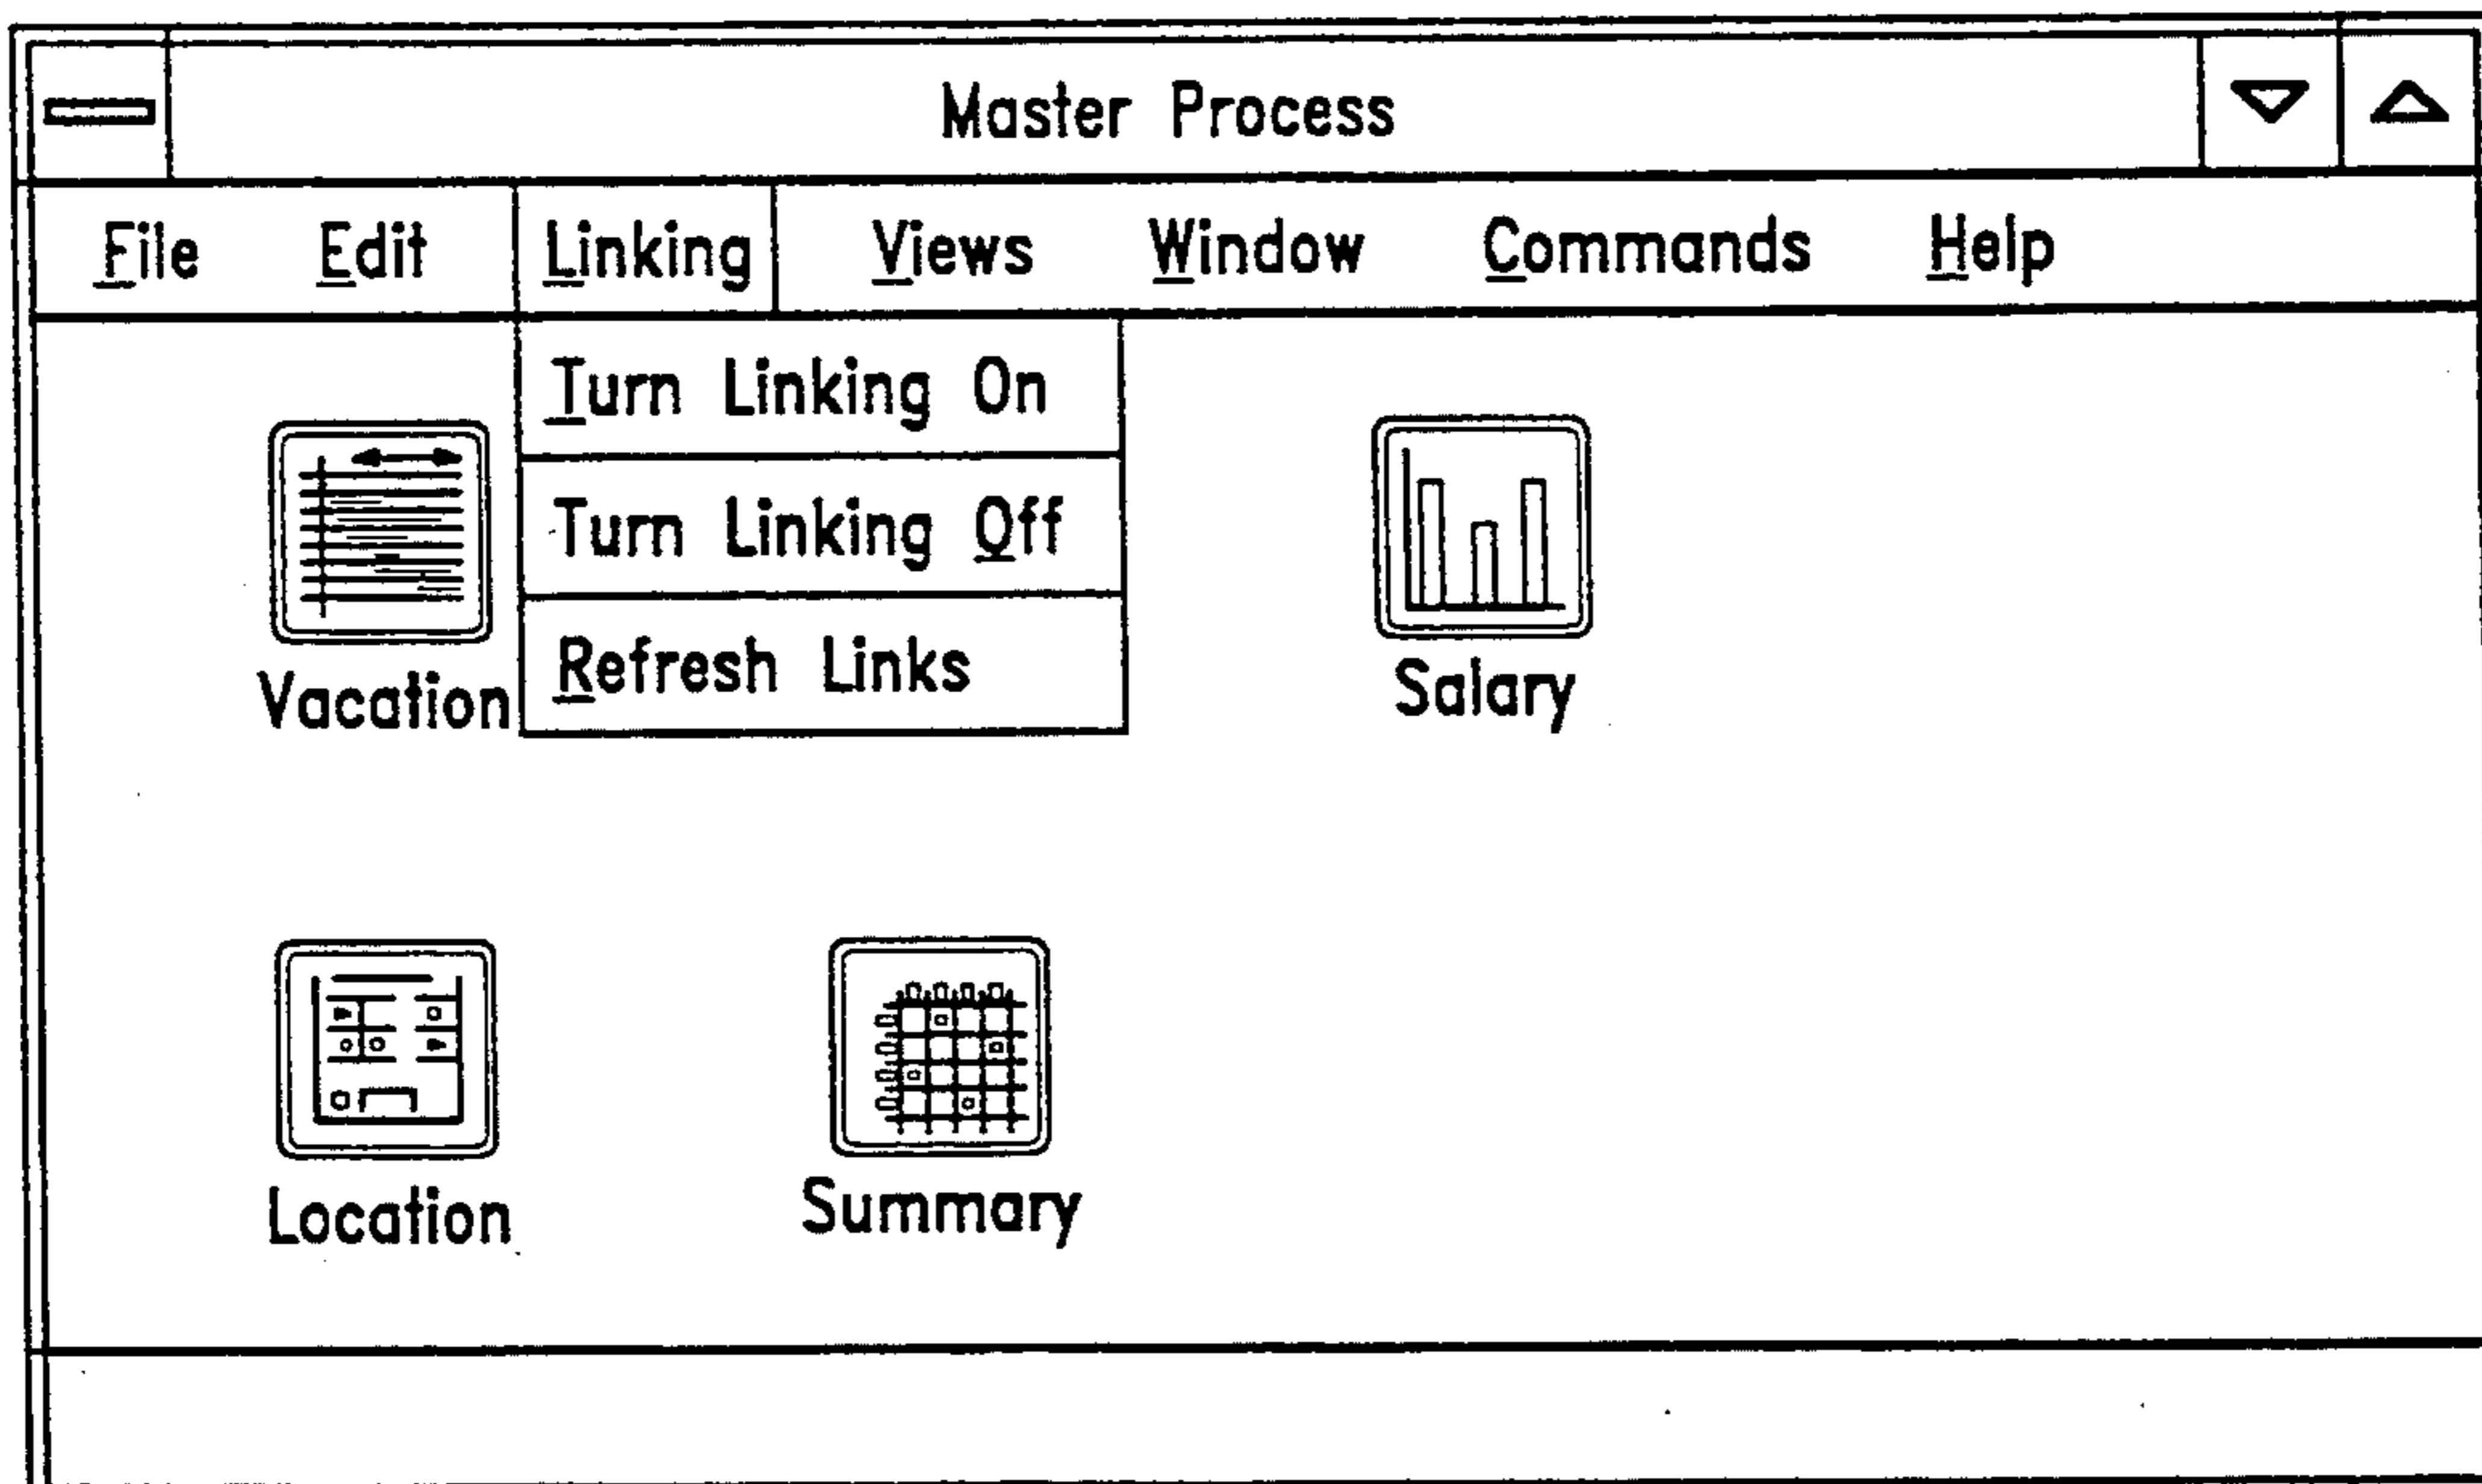 Master Process
File Edit Linking Views Window Commands Help
Turn Linking On
Turn Linking Off
Refresh Links
Vacation
Salary
Location
Summary